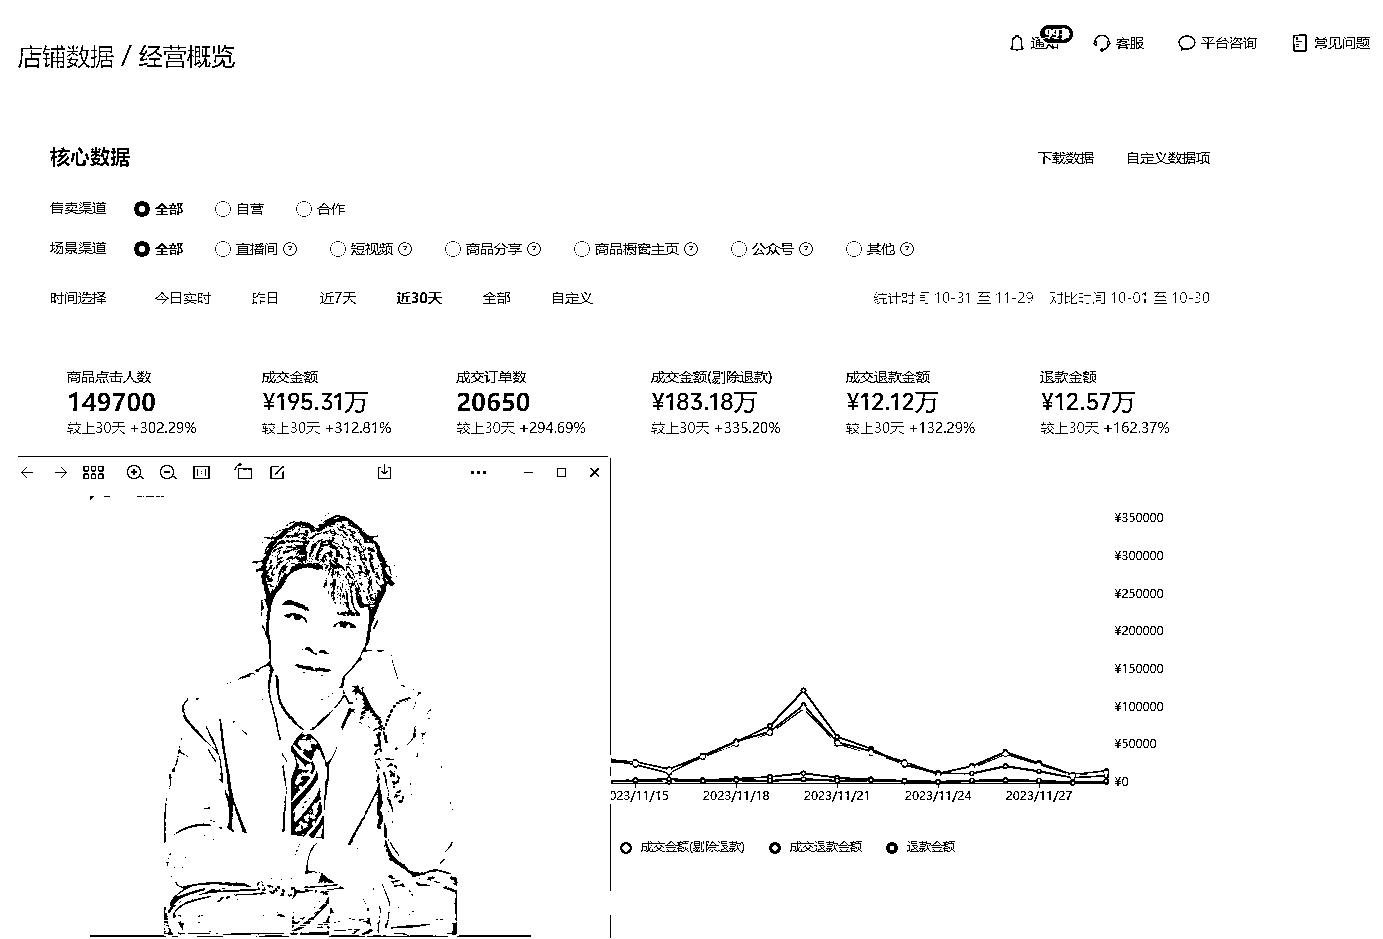 店铺数据 / 经营概览
通知 99 客服 平台咨询 常见问题
核心数据
下载数据 自定义数据项
售卖渠道 全部 自营 合作
场景渠道 全部 直播间 ? 短视频 ? 商品分享 ? 商品橱窗主页 ? 公众号 ? 其他 ?
时间选择 今日实时 昨日 近7天 近30天 全部 自定义
统计时间 10-31 至 11-29 对比时间 10-01 至 10-30
商品点击人数 成交金额 成交订单数 成交金额(剔除退款) 成交退款金额 退款金额
149700 ¥195.31万 20650 ¥183.18万 ¥12.12万 ¥12.57万
较上30天 +302.29% 较上30天 +312.81% 较上30天 +294.69% 较上30天 +335.20% 较上30天 +132.29% 较上30天 +162.37%
¥350000
¥300000
¥250000
¥200000
¥150000
¥100000
¥50000
¥0
023/11/15 2023/11/18 2023/11/21 2023/11/24 2023/11/27
成交金额(剔除退款) 成交退款金额 退款金额